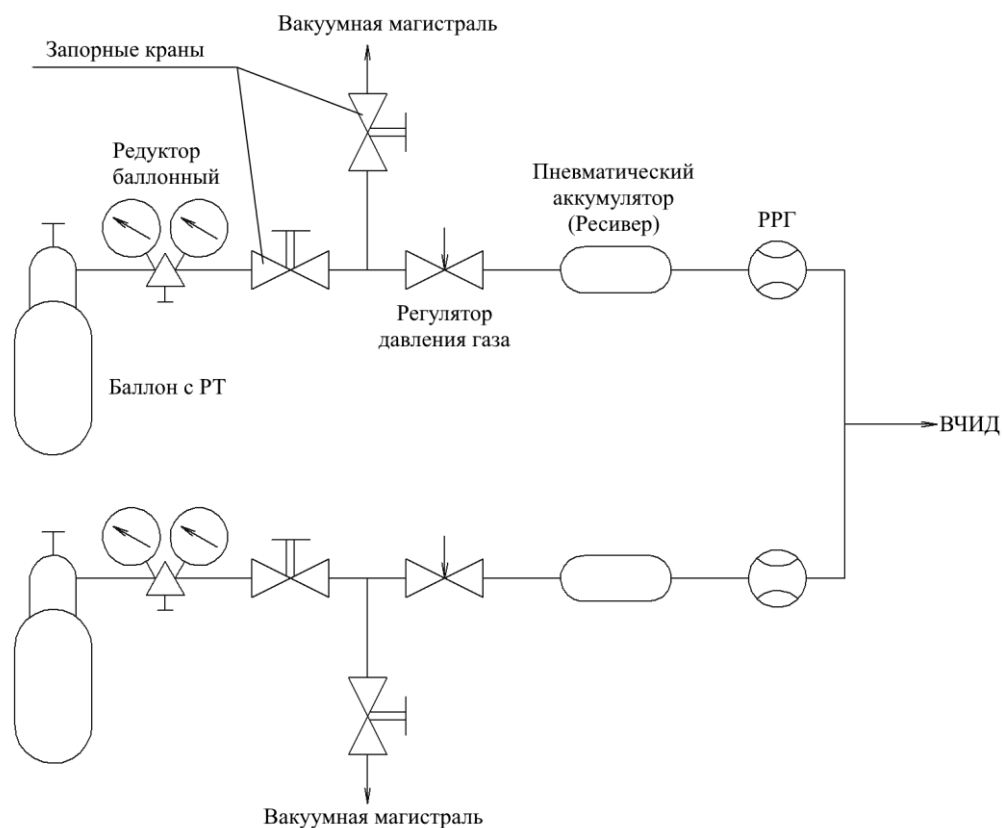 Вакуумная магистраль
Запорные краны
Редуктор
баллонный
Пневматический
аккумулятор
(Ресивер)
РРГ
Регулятор
давления газа
Баллон с РТ
ВЧИД
Вакуумная магистраль